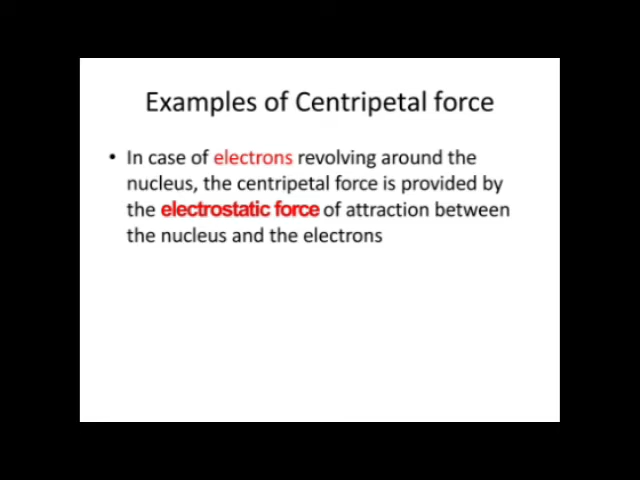 Examples of Centripetal force
• In case of electrons revolving around the
nucleus, the centripetal force is provided by
the electrostatic force of attraction between
the nucleus and the electrons